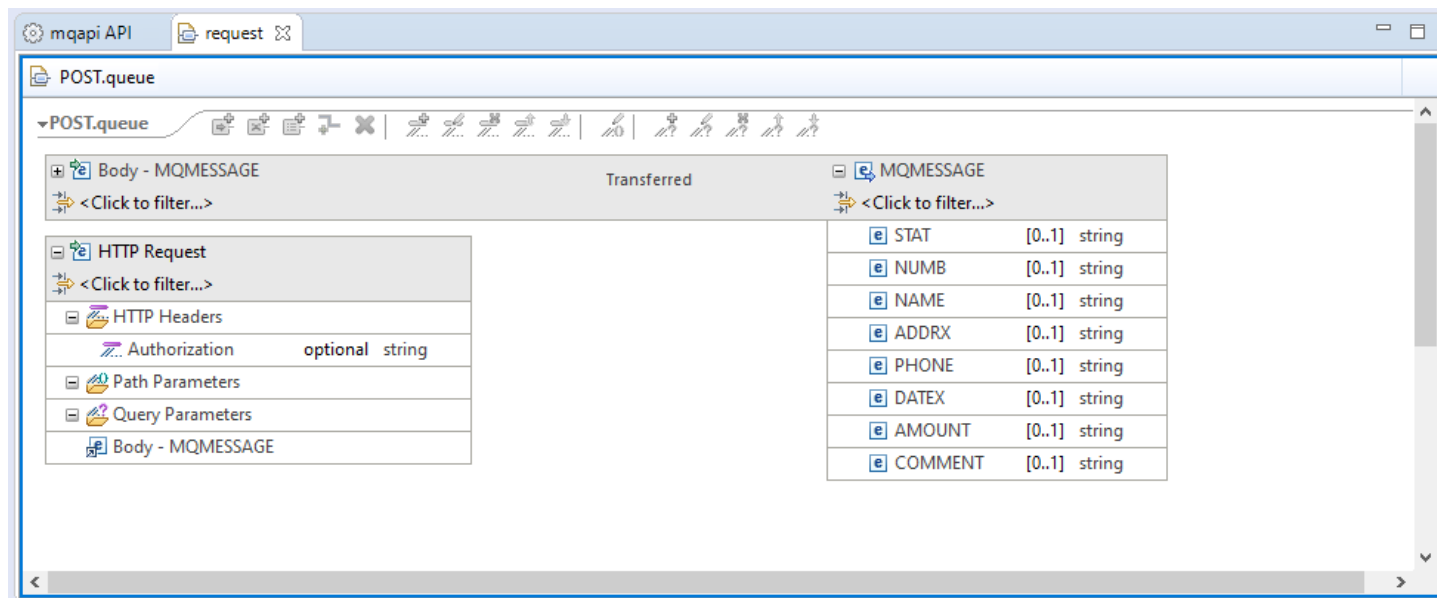 mqapi API
request
POST.queue
POST.queue
Body - MQMESSAGE
<Click to filter...>
Transferred
MQMESSAGE
<Click to filter...>
HTTP Request
<Click to filter...>
HTTP Headers
Authorization optional string
Path Parameters
Query Parameters
Body - MQMESSAGE
STAT [0..1] string
NUMB [0..1] string
NAME [0..1] string
ADDRX [0..1] string
PHONE [0..1] string
DATEX [0..1] string
AMOUNT [0..1] string
COMMENT [0..1] string